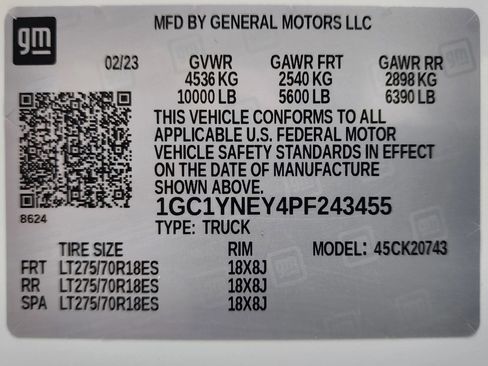 gm
MFD BY GENERAL MOTORS LLC
02/23 GVWR GAWR FRT GAWR RR
4536 KG 2540 KG 2898 KG
10000 LB 5600 LB 6390 LB
THIS VEHICLE CONFORMS TO ALL
APPLICABLE U.S. FEDERAL MOTOR
VEHICLE SAFETY STANDARDS IN EFFECT
ON THE DATE OF MANUFACTURE
SHOWN ABOVE.
8624
1GC1YNEY4PF243455
TYPE: TRUCK
TIRE SIZE RIM MODEL: 45CK20743
FRT LT275/70R18ES 18X8J
RR LT275/70R18ES 18X8J
SPA LT275/70R18ES 18X8J